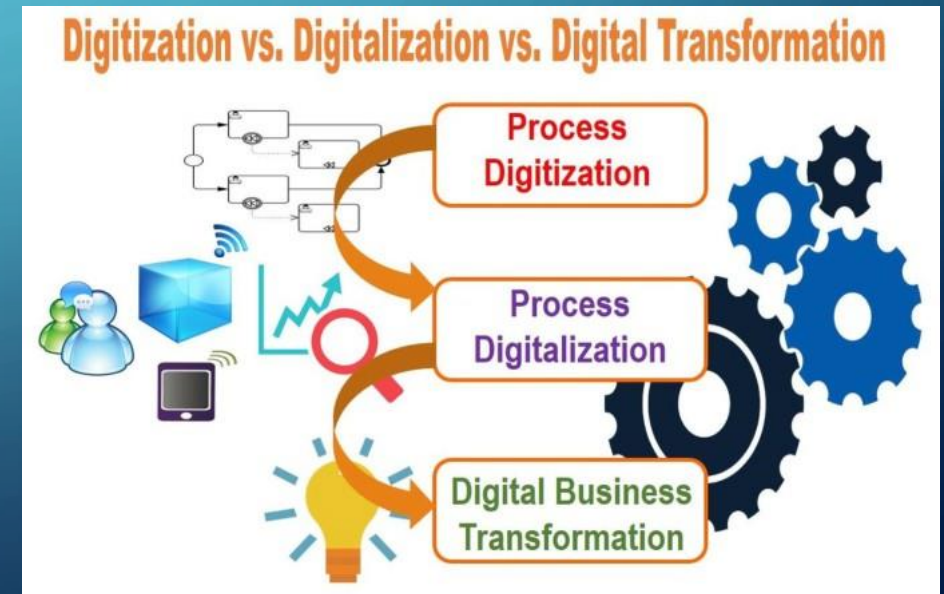 Digitization vs. Digitalization vs. Digital Transformation
Process
Digitization
Process
Digitalization
Digital Business
Transformation